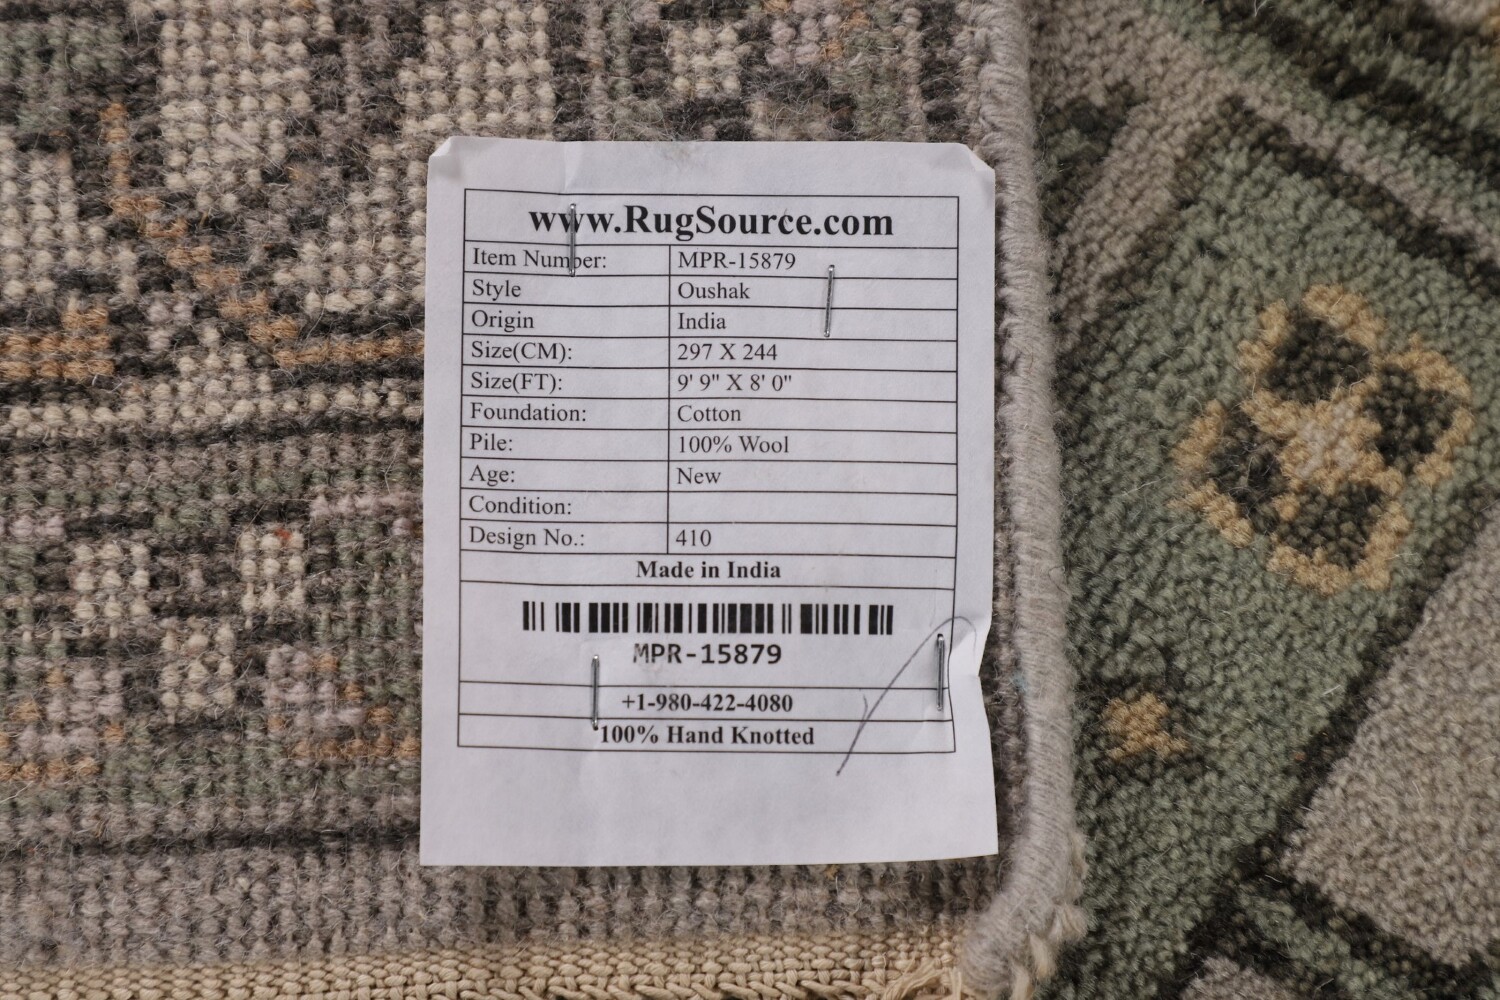 www.RugSource.com
Item Number: MPR-15879
Style Oushak
Origin India
Size(CM): 297 X 244
Size(FT): 9' 9" X 8' 0"
Foundation: Cotton
Pile: 100% Wool
Age: New
Condition:
Design No.: 410
Made in India
MPR-15879
+1-980-422-4080
100% Hand Knotted